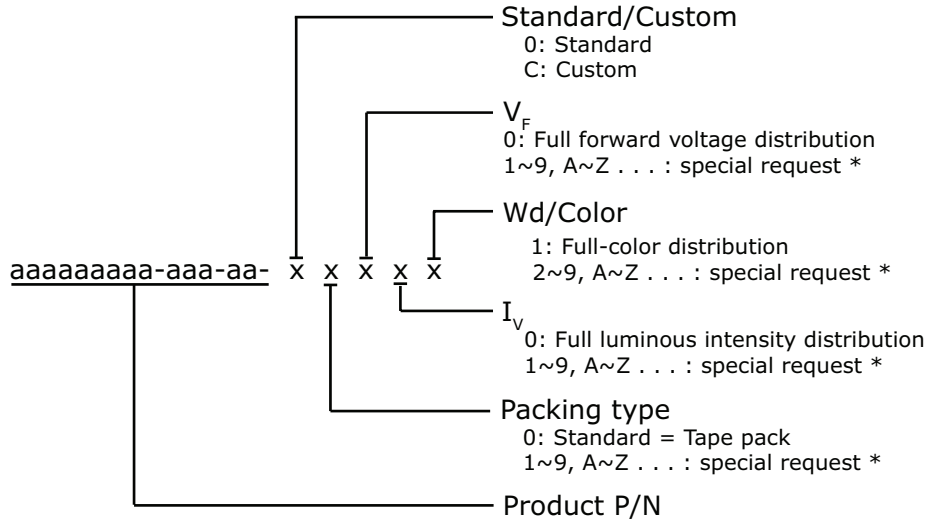 Standard/Custom
0: Standard
C: Custom
VF
0: Full forward voltage distribution
1~9, A~Z . . . : special request *
Wd/Color
1: Full-color distribution
2~9, A~Z . . . : special request *
aaaaaaaaa-aaa-aa- x x x x x
IV
0: Full luminous intensity distribution
1~9, A~Z . . . : special request *
Packing type
0: Standard = Tape pack
1~9, A~Z . . . : special request *
Product P/N